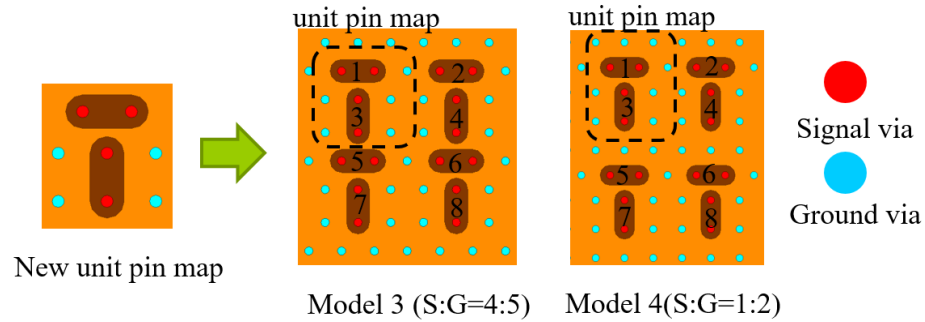 unit pin map
unit pin map
1
2
3
4
5
6
7
8
1
2
3
4
5
6
7
8
Signal via
Ground via
New unit pin map
Model 3 (S:G=4:5)
Model 4(S:G=1:2)